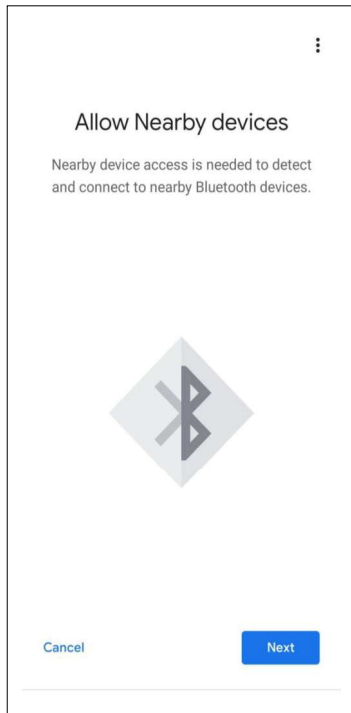 Allow Nearby devices
Nearby device access is needed to detect
and connect to nearby Bluetooth devices.
Cancel
Next